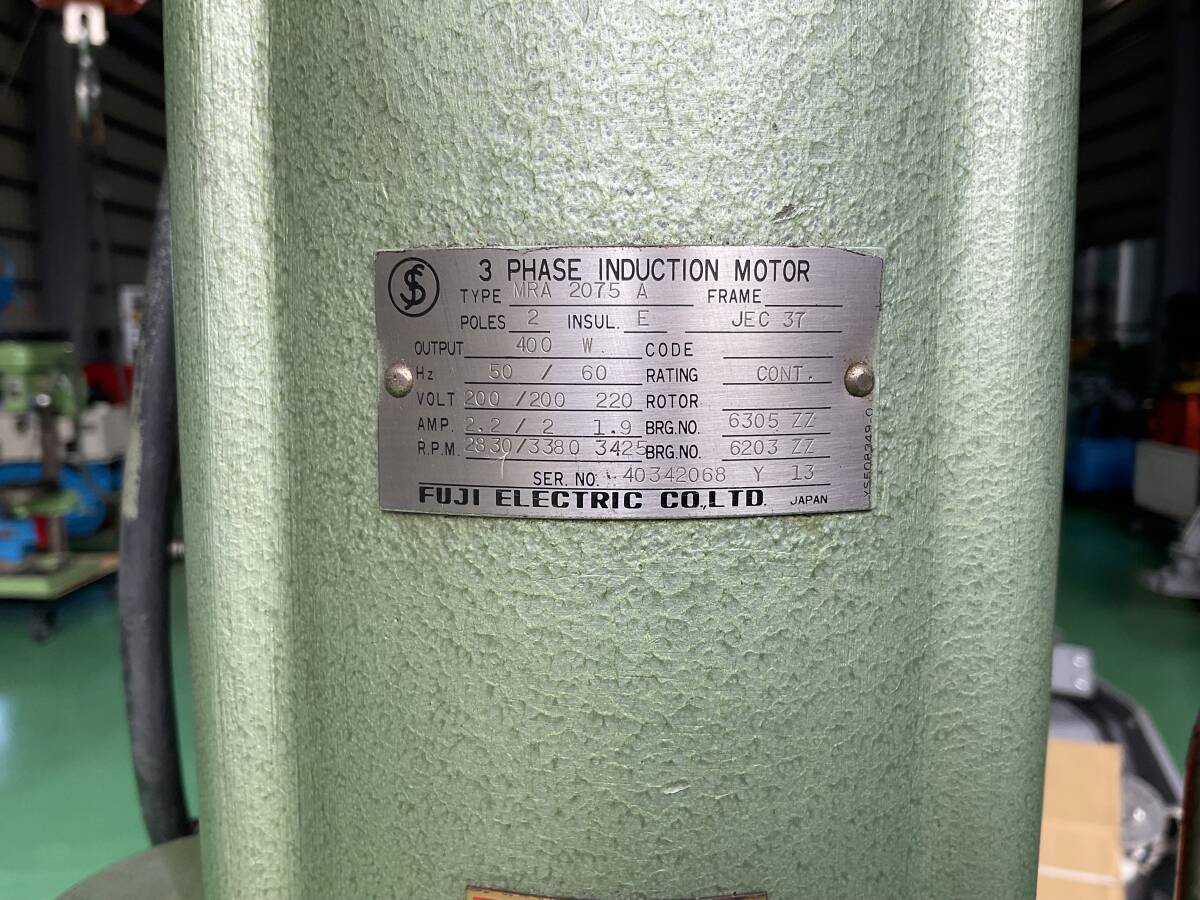 3 PHASE INDUCTION MOTOR
TYPE MRA 2075 A FRAME
POLES 2 INSUL. E JEC 37
OUTPUT 400 W. CODE
Hz 50 / 60 RATING CONT.
VOLT 200 /200 220 ROTOR
AMP. 2.2 / 2 1.9 BRG.NO. 6305 ZZ
R.P.M. 2830/3380 3425 BRG.NO. 6203 ZZ
SER. NO. 40342068 Y 13
FUJI ELECTRIC CO.,LTD. JAPAN